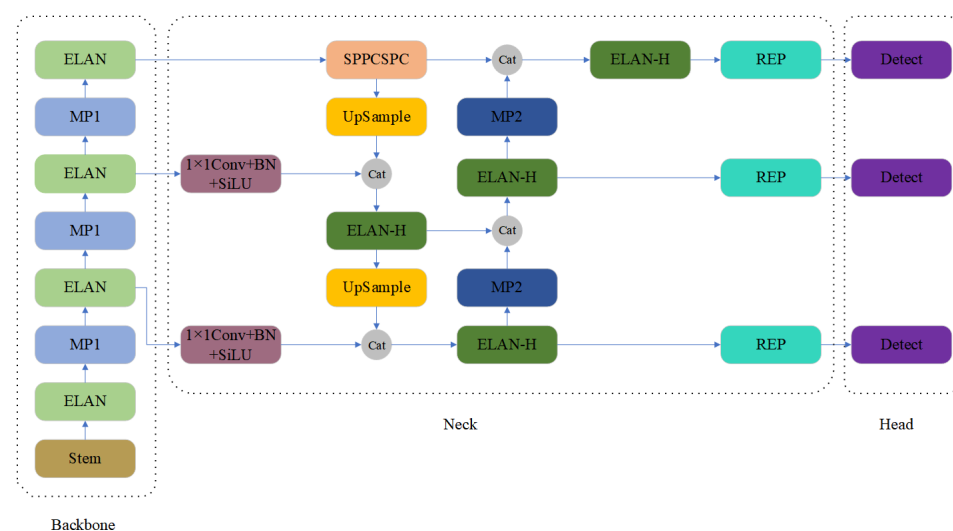 ELAN
SPPCSPC
Cat
ELAN-H
REP
Detect
MP1
UpSample
MP2
ELAN
1×1Conv+BN
+SiLU
Cat
ELAN-H
REP
Detect
MP1
ELAN-H
Cat
ELAN
UpSample
MP2
MP1
1×1Conv+BN
+SiLU
Cat
ELAN-H
REP
Detect
ELAN
Stem
Neck
Head
Backbone